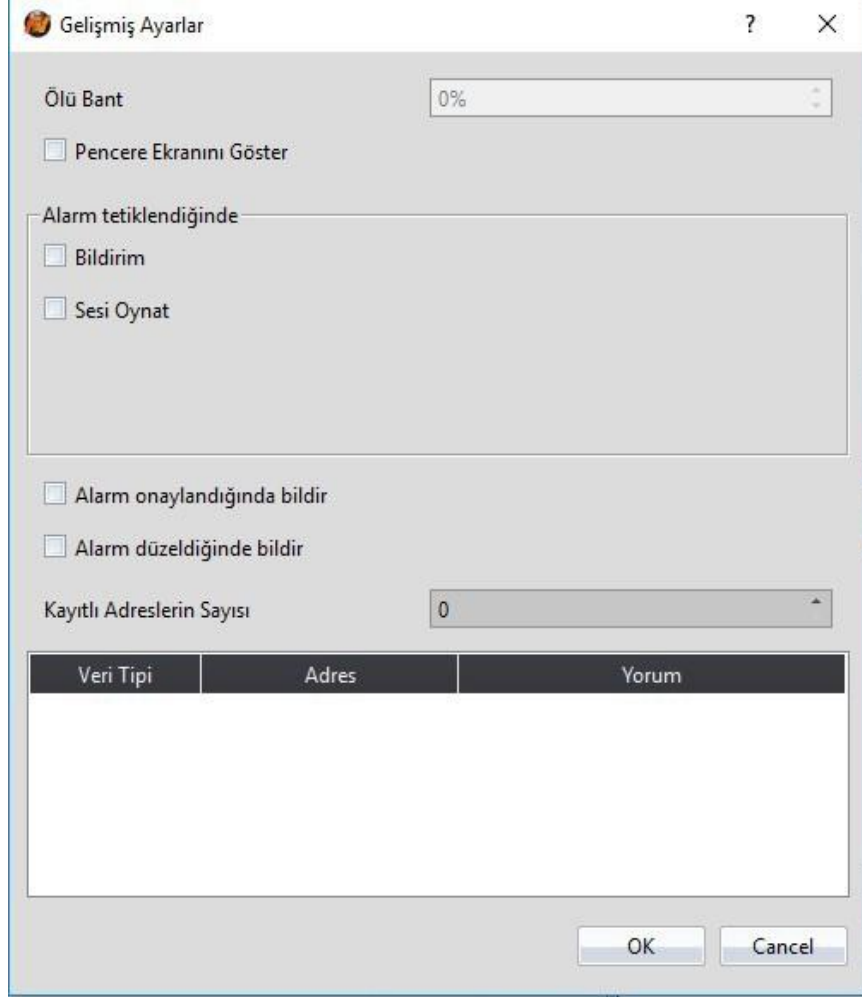 Gelişmiş Ayarlar ?
Ölü Bant 0%
Pencere Ekranını Göster
Alarm tetiklendiğinde
Bildirim
Sesi Oynat
Alarm onaylandığında bildir
Alarm düzeldiğinde bildir
Kayıtlı Adreslerin Sayısı 0
Veri Tipi Adres Yorum
OK Cancel